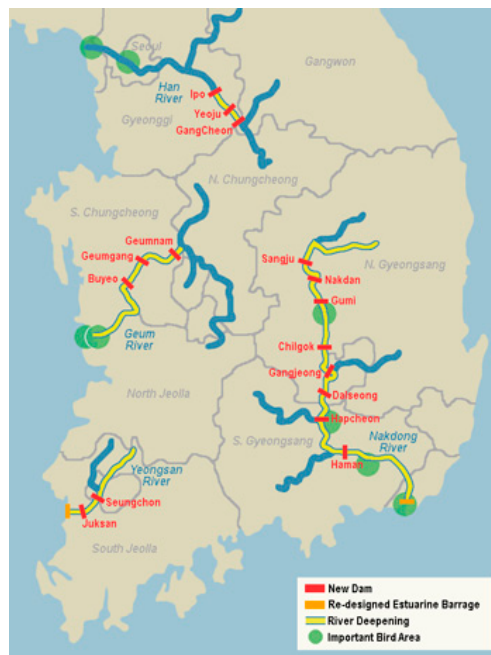 Seoul
Gangwon
Han
River
Ipo
Yeoju
GangCheon
Gyeonggi
N. Chungcheong
S. Chungcheong
Geumnam
Geumgang
Buyeo
Sangju
N. Gyeongsang
Nakdan
Gumi
Geum
River
Chilgok
Gangjeong
North Jeolla
Dalseong
Hapcheon
S. Gyeongsang
Nakdong
River
Haman
Yeongsan
River
Seungchon
Juksan
South Jeolla
New Dam
Re-designed Estuarine Barrage
River Deepening
Important Bird Area